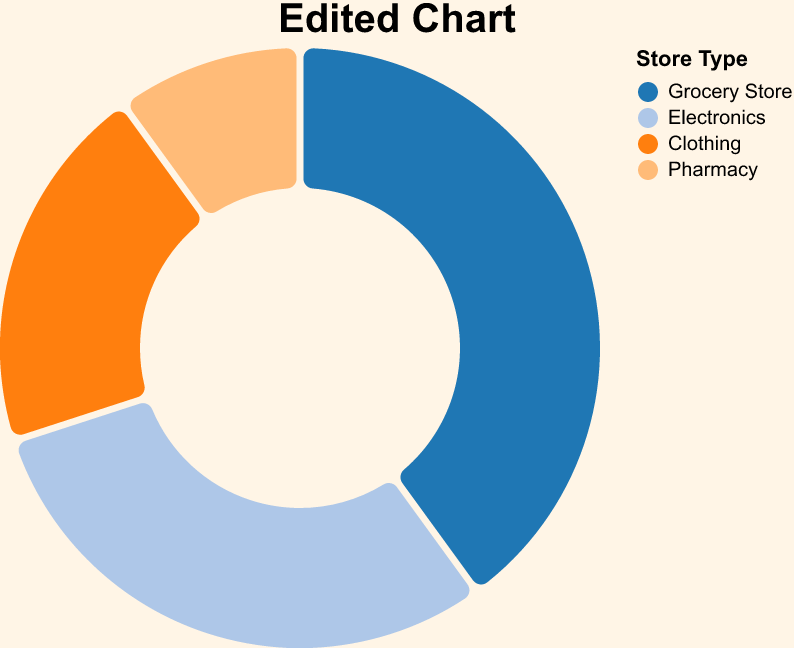 Edited Chart
Store Type
Grocery Store
Electronics
Clothing
Pharmacy